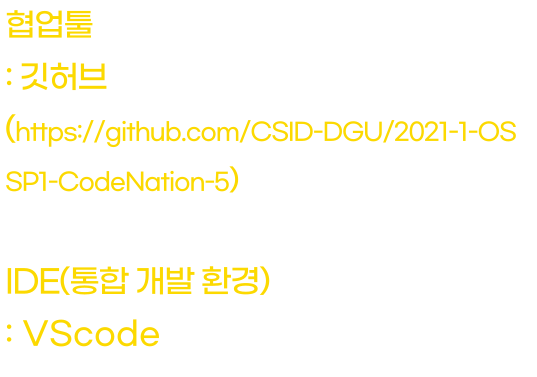 협업툴
: 깃허브
(https://github.com/CSID-DGU/2021-1-OS
SP1-CodeNation-5)
IDE(통합 개발 환경)
: VScode